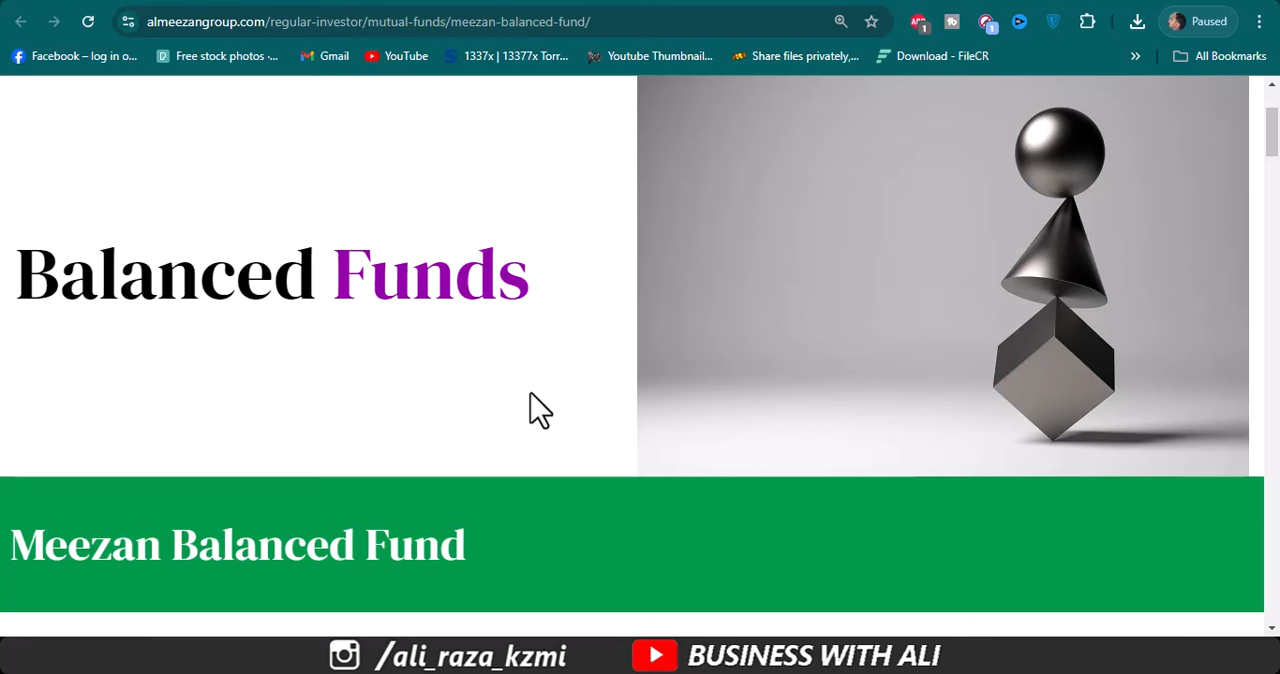 almeezangroup.com/regular-investor/mutual-funds/meezan-balanced-fund/
Paused
Facebook – log in o...
Free stock photos ·...
Gmail
YouTube
1337x | 13377x Torr...
Youtube Thumbnail...
Share files privately,...
Download - FileCR
»
All Bookmarks
Balanced Funds
Meezan Balanced Fund
/ali_raza_kzmi
BUSINESS WITH ALI